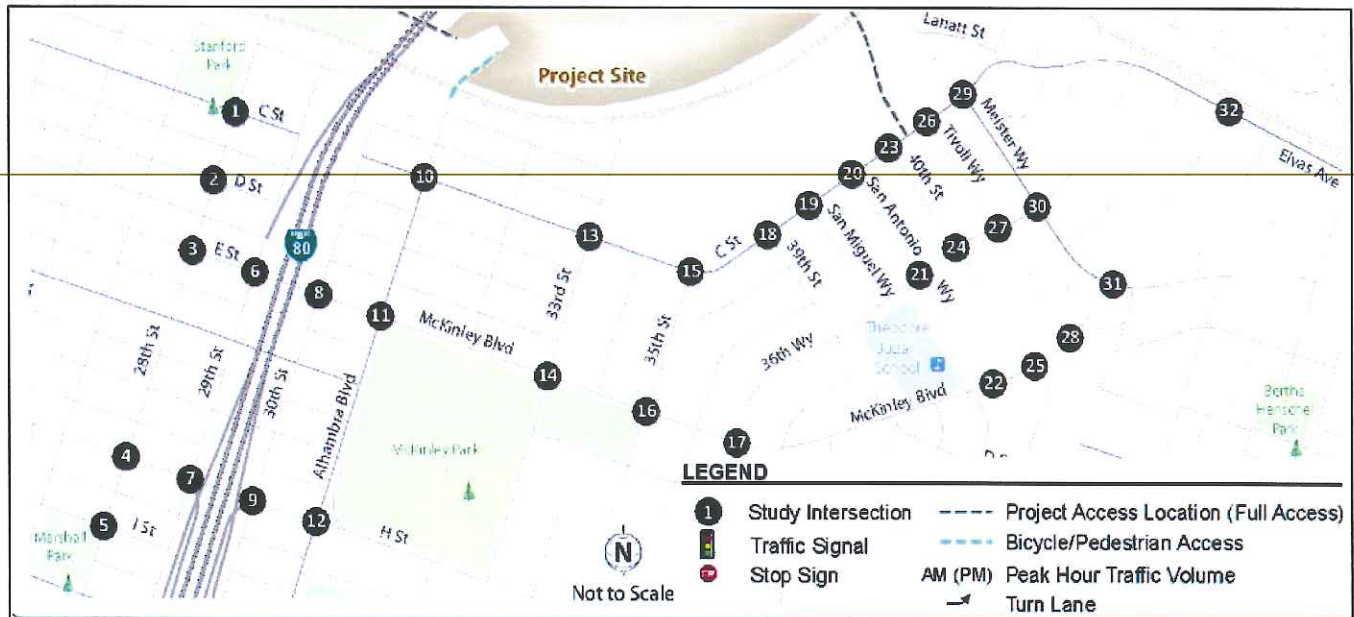 Lanatt St
Stanford
Park
Project Site
1
C St
29
32
26
Meister Wy
Tivoli Wy
Elvas Ave
23
40th St
2
D St
10
20
San Antonio
Wy
19
San Miguel Wy
30
3
E St
80
6
13
C St
18
39th St
27
24
15
21
31
8
11
McKinley Blvd
33rd St
35th St
36th Wy
Theodore
Judah
School
28
28th St
29th St
30th St
Alhambra Blvd
14
25
22
McKinley Blvd
16
Bertha
Henschel
Park
17
McKinley Park
4
7
9
12
H St
5
I St
Marshall
Park
N
Not to Scale
LEGEND
1 Study Intersection
Traffic Signal
Stop Sign
Project Access Location (Full Access)
Bicycle/Pedestrian Access
AM (PM) Peak Hour Traffic Volume
Turn Lane